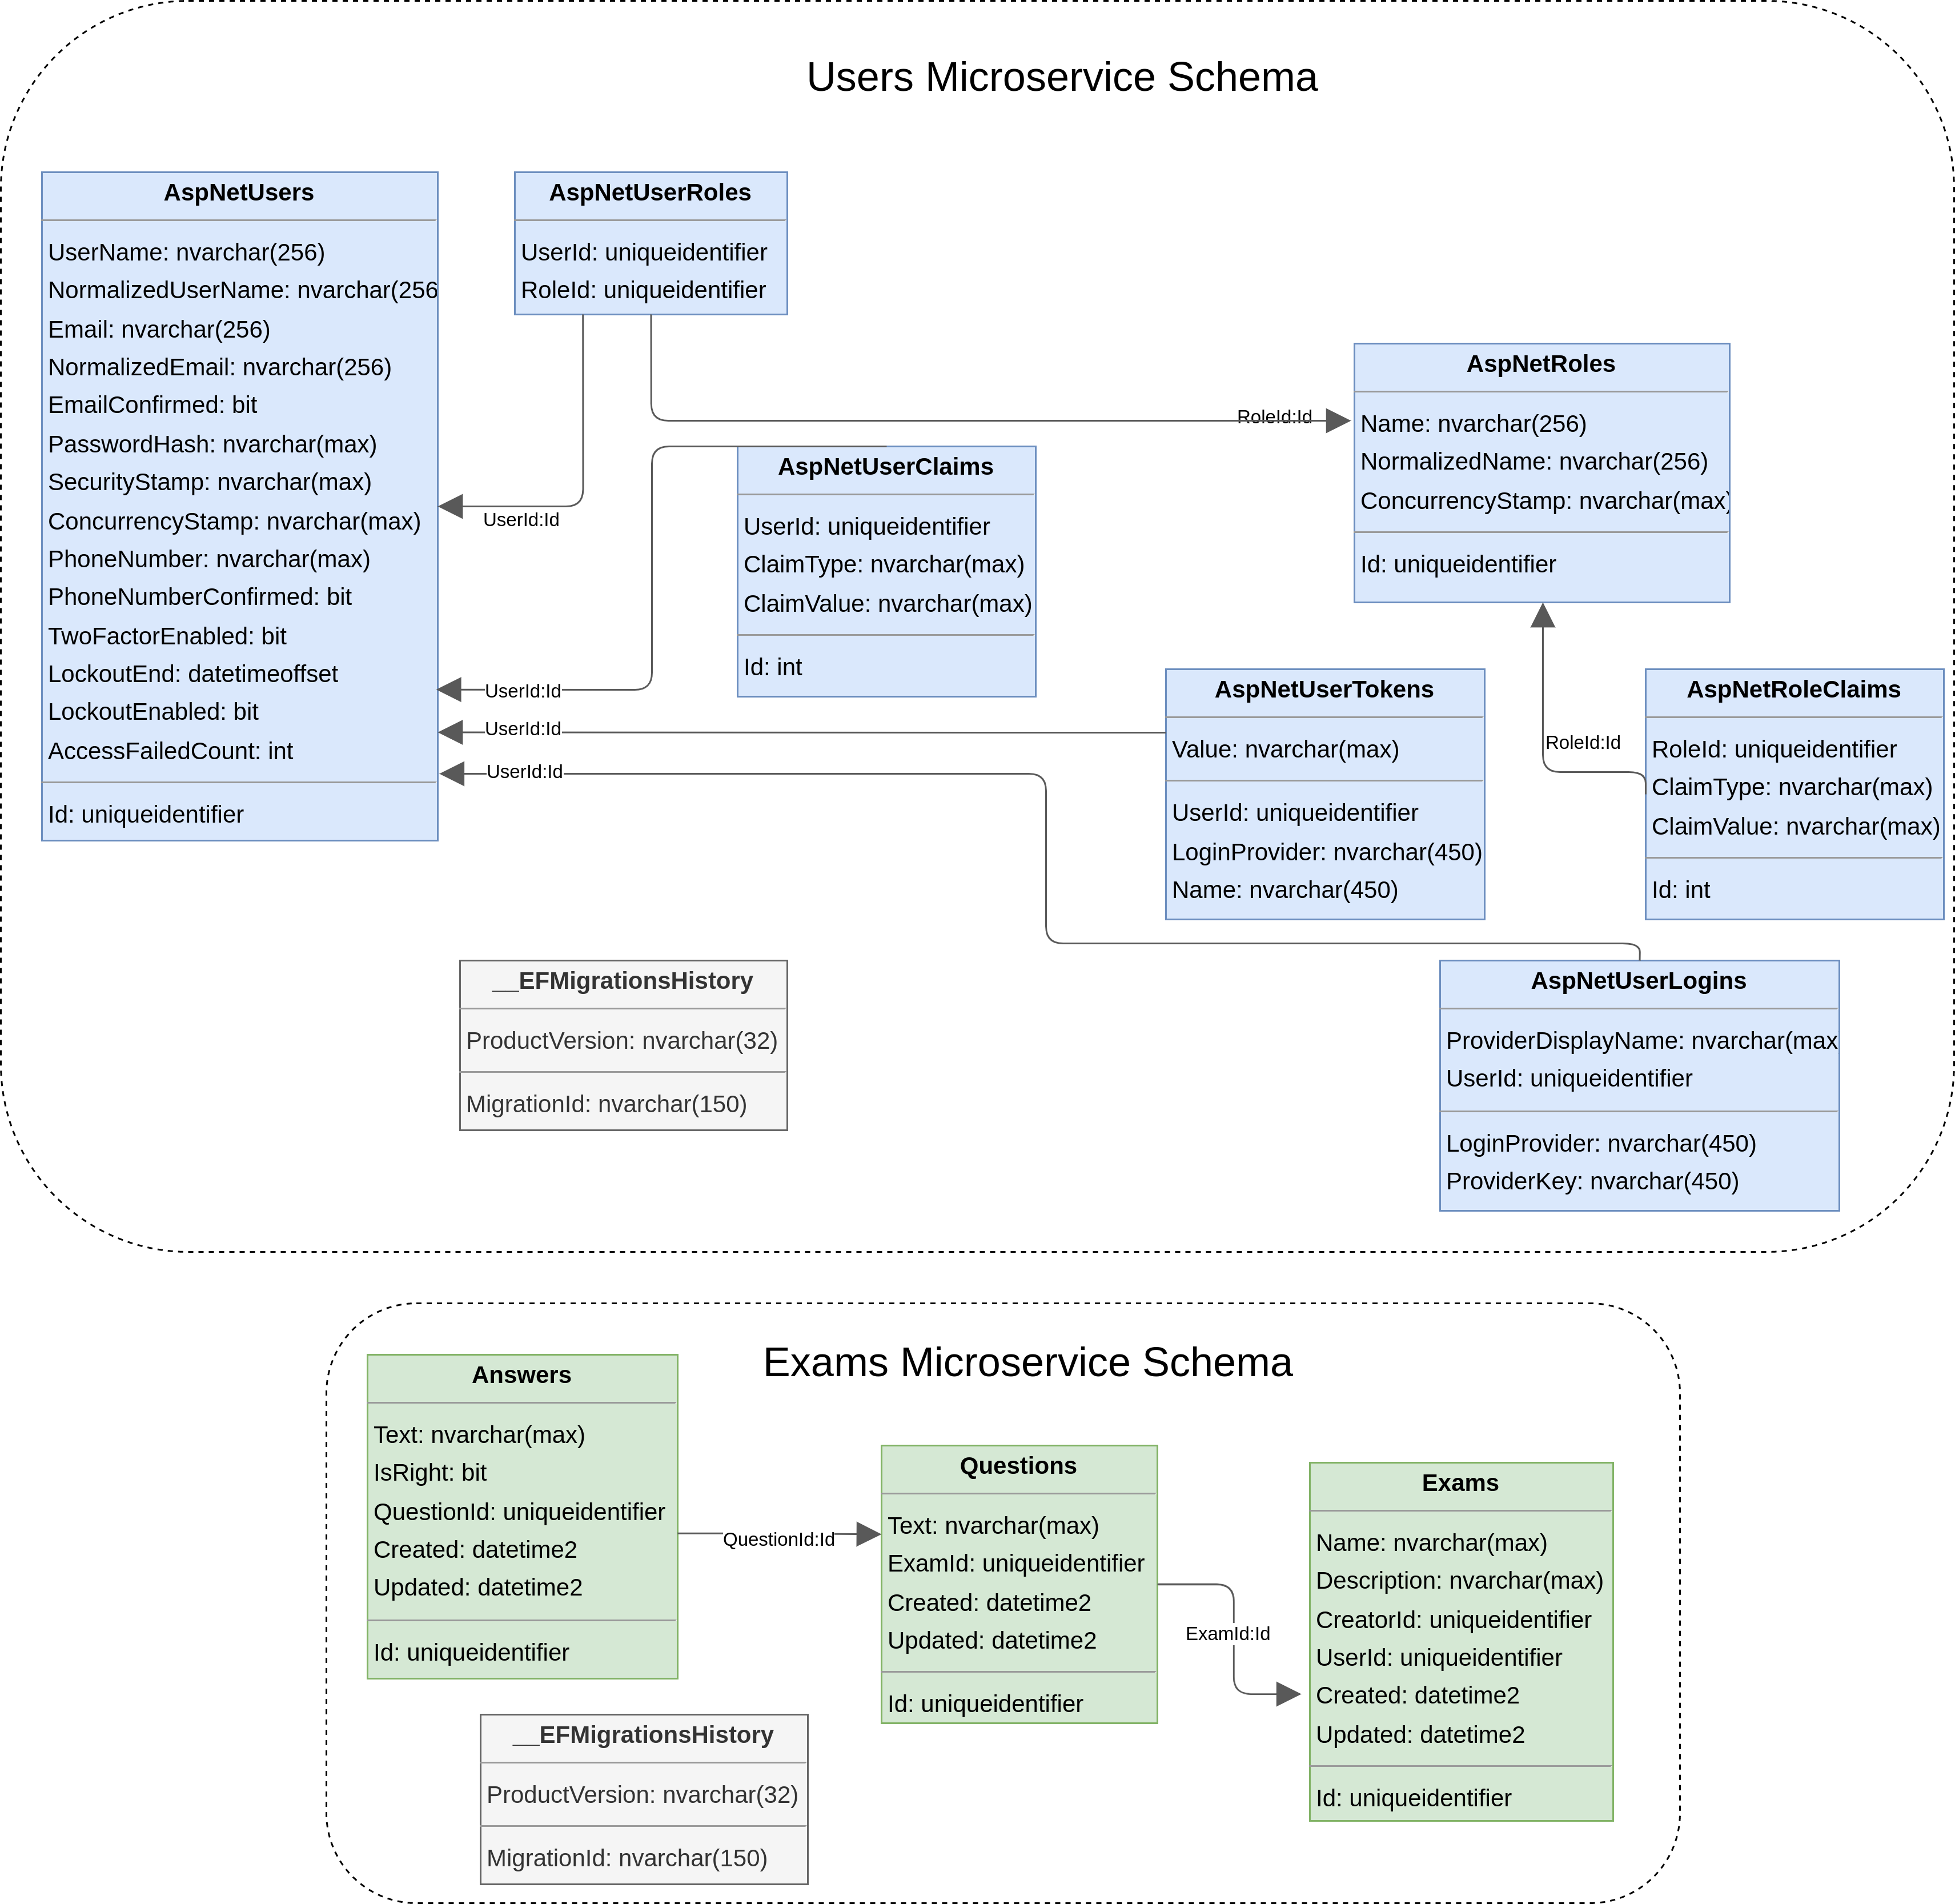 Users Microservice Schema
AspNetUsers
UserName: nvarchar(256)
NormalizedUserName: nvarchar(256
Email: nvarchar(256)
NormalizedEmail: nvarchar(256)
EmailConfirmed: bit
PasswordHash: nvarchar(max)
SecurityStamp: nvarchar(max)
ConcurrencyStamp: nvarchar(max)
PhoneNumber: nvarchar(max)
PhoneNumberConfirmed: bit
TwoFactorEnabled: bit
LockoutEnd: datetimeoffset
LockoutEnabled: bit
AccessFailedCount: int
Id: uniqueidentifier
AspNetUserRoles
UserId: uniqueidentifier
RoleId: uniqueidentifier
RoleId:Id
UserId:Id
UserId:Id
UserId:Id
UserId:Id
AspNetUserClaims
UserId: uniqueidentifier
ClaimType: nvarchar(max)
ClaimValue: nvarchar(max)
Id: int
AspNetRoles
Name: nvarchar(256)
NormalizedName: nvarchar(256)
ConcurrencyStamp: nvarchar(max)
Id: uniqueidentifier
AspNetUserTokens
Value: nvarchar(max)
UserId: uniqueidentifier
LoginProvider: nvarchar(450)
Name: nvarchar(450)
RoleId:Id
AspNetRoleClaims
RoleId: uniqueidentifier
ClaimType: nvarchar(max)
ClaimValue: nvarchar(max)
Id: int
__EFMigrationsHistory
ProductVersion: nvarchar(32)
MigrationId: nvarchar(150)
AspNetUserLogins
ProviderDisplayName: nvarchar(max
UserId: uniqueidentifier
LoginProvider: nvarchar(450)
ProviderKey: nvarchar(450)
Exams Microservice Schema
Answers
Text: nvarchar(max)
IsRight: bit
QuestionId: uniqueidentifier
Created: datetime2
Updated: datetime2
Id: uniqueidentifier
QuestionId:Id
Questions
Text: nvarchar(max)
ExamId: uniqueidentifier
Created: datetime2
Updated: datetime2
Id: uniqueidentifier
ExamId:Id
Exams
Name: nvarchar(max)
Description: nvarchar(max)
CreatorId: uniqueidentifier
UserId: uniqueidentifier
Created: datetime2
Updated: datetime2
Id: uniqueidentifier
__EFMigrationsHistory
ProductVersion: nvarchar(32)
MigrationId: nvarchar(150)